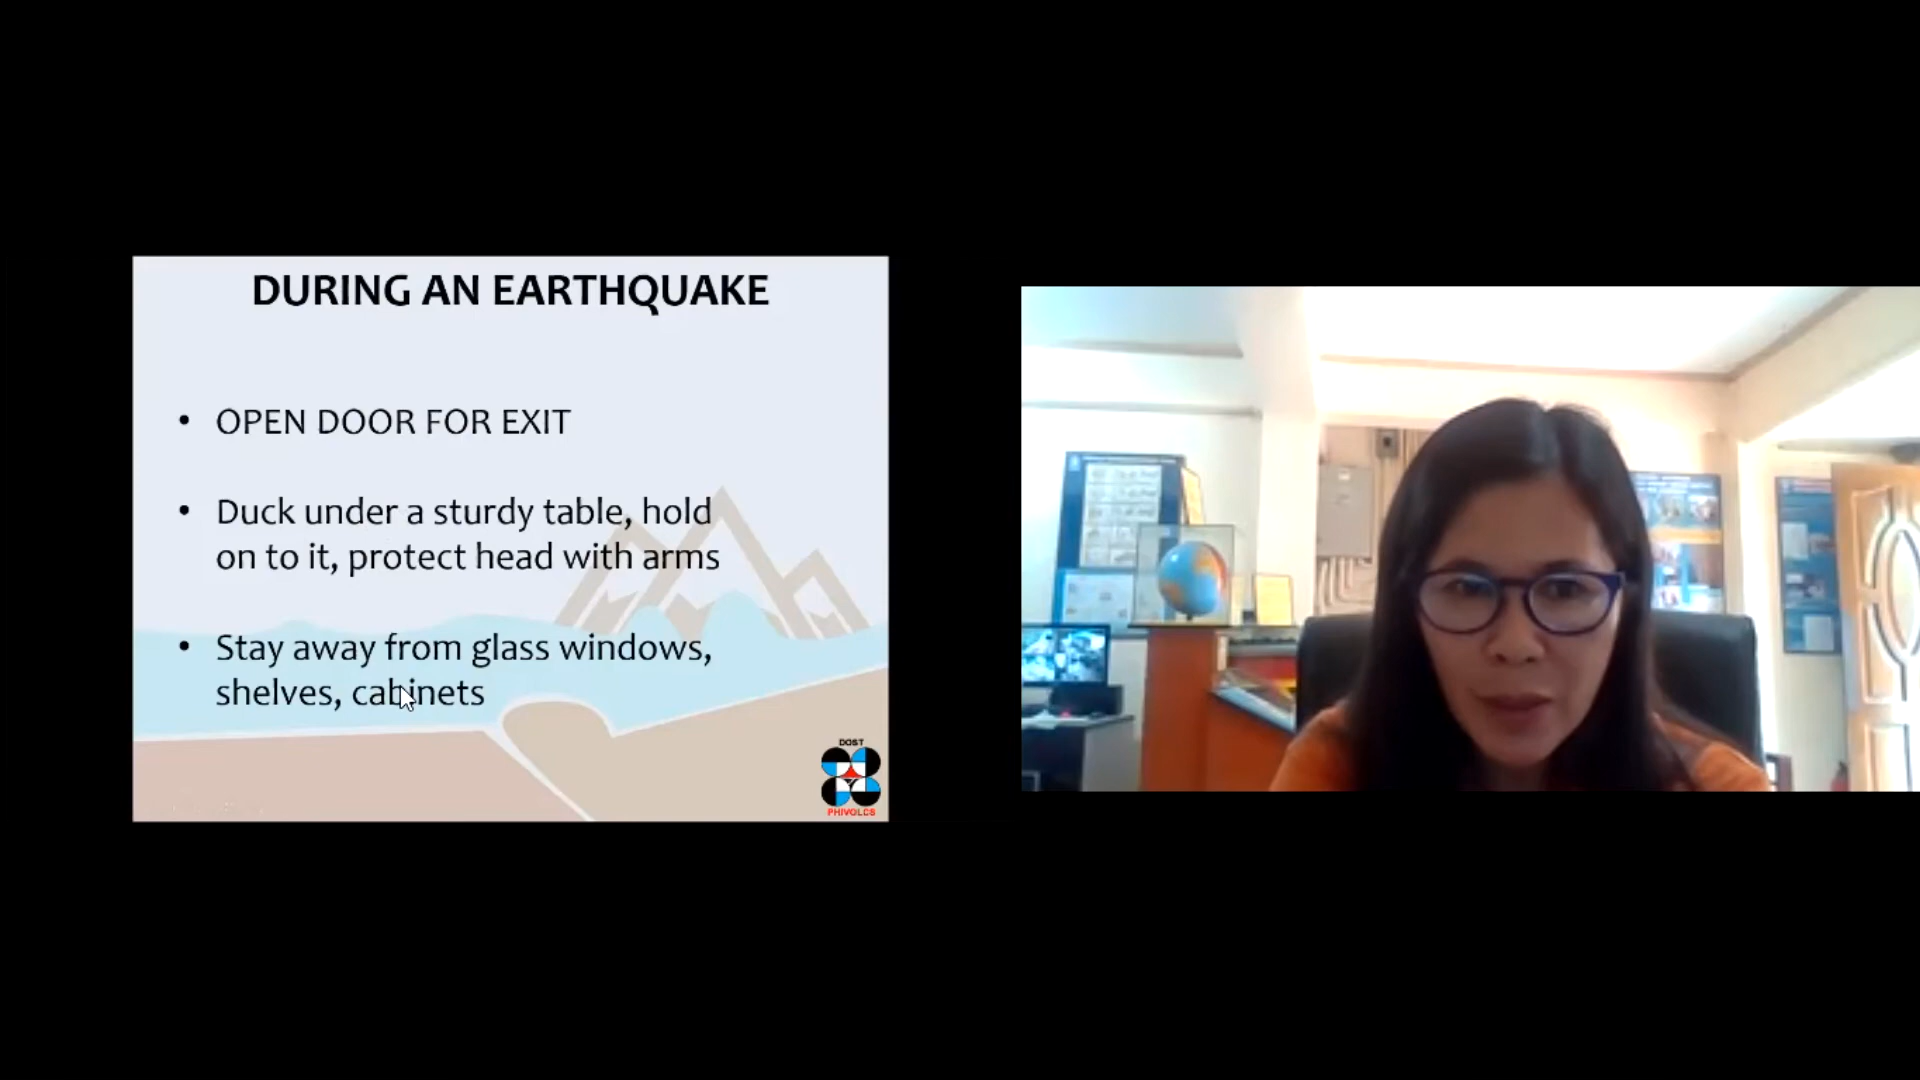 DURING AN EARTHQUAKE
• OPEN DOOR FOR EXIT
• Duck under a sturdy table, hold
on to it, protect head with arms
• Stay away from glass windows,
shelves, cabinets
DOST
PHIVOLCS